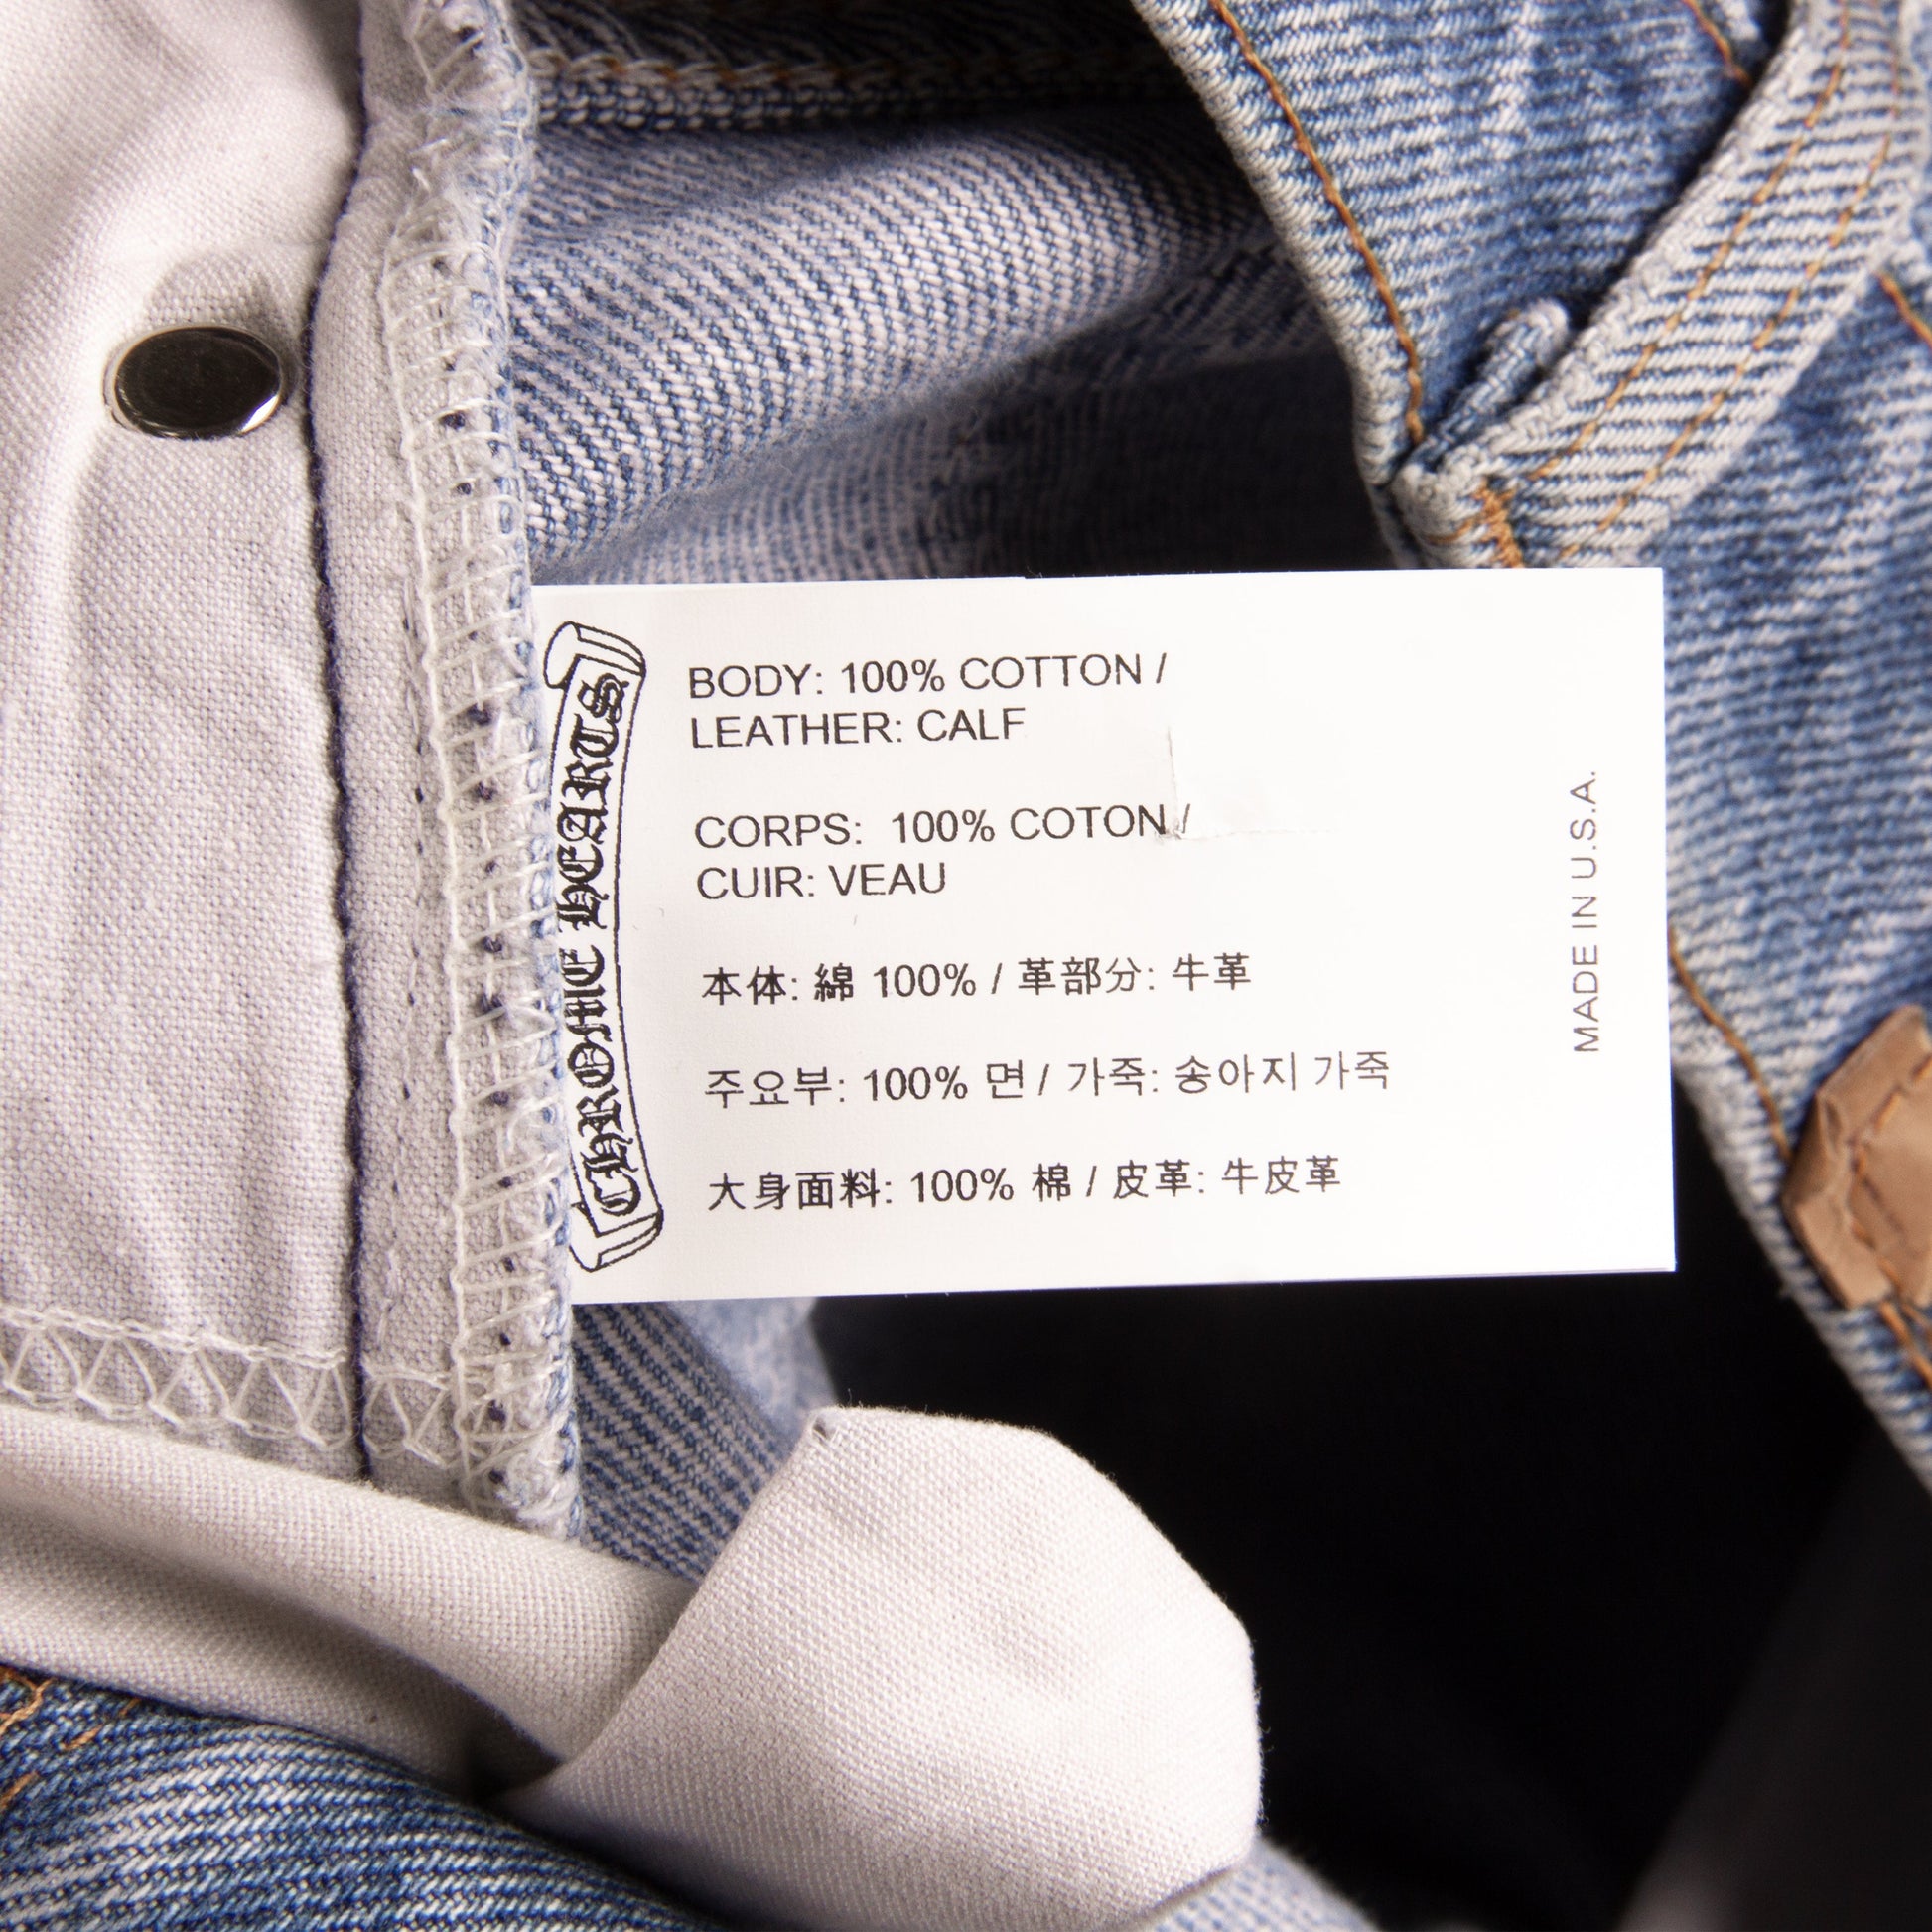 CHROME HEARTS
BODY: 100% COTTON /
LEATHER: CALF
CORPS: 100% COTON /
CUIR: VEAU
本体: 綿 100% / 革部分: 牛革
주요부: 100% 면 / 가죽: 송아지 가죽
大身面料: 100% 棉 / 皮革: 牛皮革
MADE IN U.S.A.